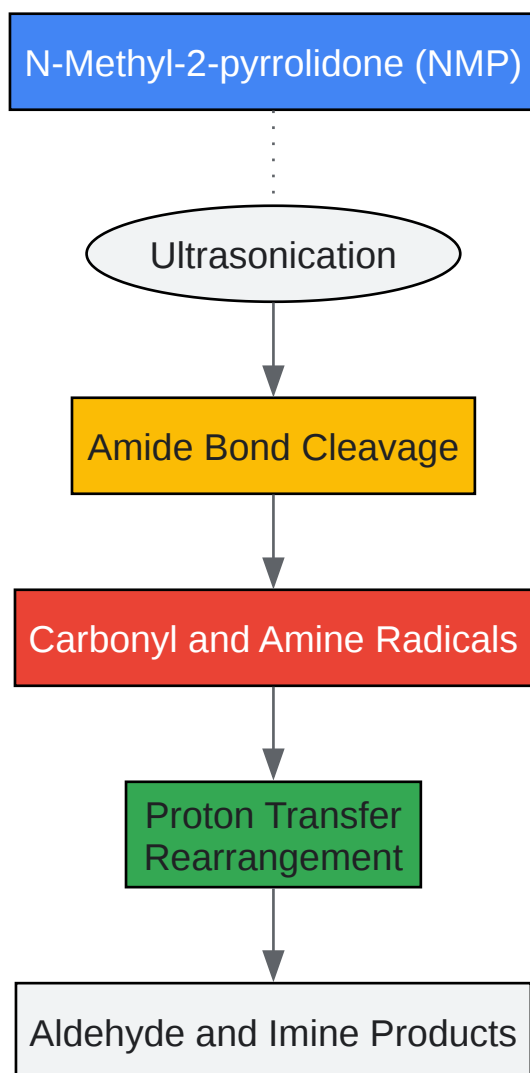 N-Methyl-2-pyrrolidone (NMP)
Ultrasonication
Amide Bond Cleavage
Carbonyl and Amine Radicals
Proton Transfer
Rearrangement
Aldehyde and Imine Products